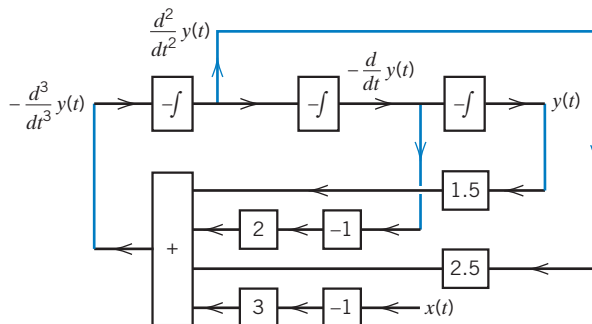 d²/dt² y(t)
− d³/dt³ y(t)
−∫
−∫
− d/dt y(t)
−∫
y(t)
1.5
2
−1
+
2.5
3
−1
x(t)